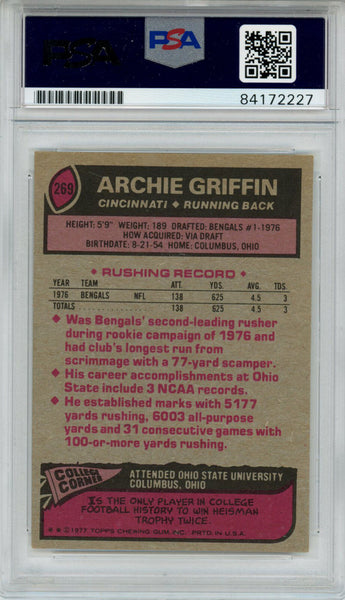 PSA
PSA
84172227
269
ARCHIE GRIFFIN
CINCINNATI ◆ RUNNING BACK
HEIGHT: 5'9" WEIGHT: 189 DRAFTED: BENGALS #1-1976
HOW ACQUIRED: VIA DRAFT
BIRTHDATE: 8-21-54 HOME: COLUMBUS, OHIO
◆ RUSHING RECORD ◆
YEAR TEAM ATT. YDS. AVG. TDS.
1976 BENGALS NFL 138 625 4.5 3
TOTALS..... 138 625 4.5 3
◆ Was Bengals' second-leading rusher
during rookie campaign of 1976 and
had club's longest run from
scrimmage with a 77-yard scamper.
◆ His career accomplishments at Ohio
State include 3 NCAA records.
◆ He established marks with 5177
yards rushing, 6003 all-purpose
yards and 31 consecutive games with
100-or-more yards rushing.
COLLEGE
CORNER
ATTENDED OHIO STATE UNIVERSITY
COLUMBUS, OHIO
IS THE ONLY PLAYER IN COLLEGE
FOOTBALL HISTORY TO WIN HEISMAN
TROPHY TWICE.
* * © 1977 TOPPS CHEWING GUM, INC. PRTD. IN U.S.A.